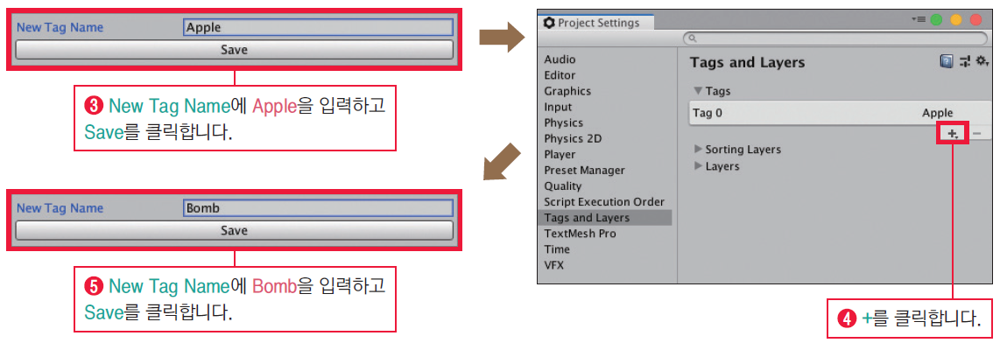 New Tag Name Apple
Save
❸ New Tag Name에 Apple을 입력하고
Save를 클릭합니다.
Project Settings
Audio
Editor
Graphics
Input
Physics
Physics 2D
Player
Preset Manager
Quality
Script Execution Order
Tags and Layers
TextMesh Pro
Time
VFX
Tags and Layers
Tags
Tag 0 Apple
+ −
Sorting Layers
Layers
❹ +를 클릭합니다.
New Tag Name Bomb
Save
❺ New Tag Name에 Bomb을 입력하고
Save를 클릭합니다.